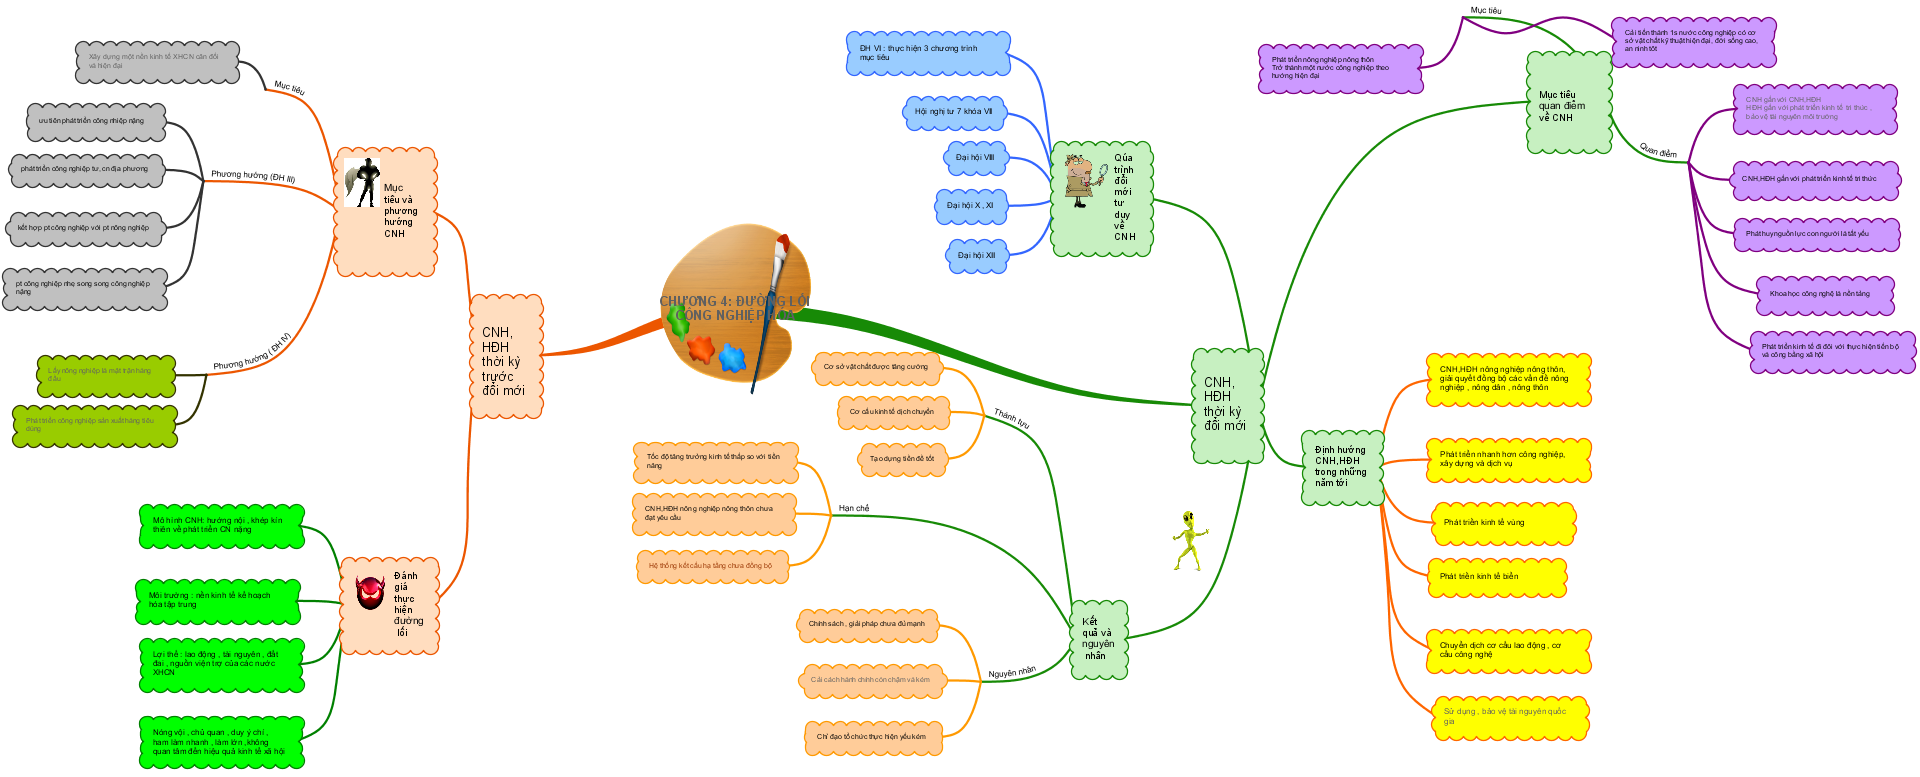 CHƯƠNG 4: ĐƯỜNG LỐI
CÔNG NGHIỆP HÓA
CNH,
HĐH
thời kỳ
trước
đổi mới
Mục
tiêu và
phương
hướng
CNH
Mục tiêu
Xây dựng một nền kinh tế XHCN cân đối
và hiện đại
Phương hướng (ĐH III)
ưu tiên phát triển công nhiệp nặng
phát triển công nghiệp tư, cn địa phương
kết hợp pt công nghiệp với pt nông nghiệp
pt công nghiệp nhẹ song song công nghiệp
nặng
Phương hướng ( ĐH IV)
Lấy nông nghiệp là mặt trận hàng
đầu
Phát triển công nghiệp sản xuất hàng tiêu
dùng
Đánh
giá
thực
hiện
đường
lối
Mô hình CNH: hướng nội , khép kín
thiên về phát triển CN nặng
Môi trường : nền kinh tế kế hoạch
hóa tập trung
Lợi thế : lao động , tài nguyên , đất
đai , nguồn viện trợ của các nước
XHCN
Nóng vội , chủ quan , duy ý chí ,
ham làm nhanh , làm lớn ,không
quan tâm đến hiệu quả kinh tế xã hội
CNH,
HĐH
thời kỳ
đổi mới
Qúa
trình
đổi
mới
tư
duy
về
CNH
ĐH VI : thực hiện 3 chương trình
mục tiêu
Hội nghị tư 7 khóa VII
Đại hội VIII
Đại hội X , XI
Đại hội XII
Mục tiêu
quan điểm
về CNH
Mục tiêu
Phát triển nông nghiệp nông thôn
Trở thành một nước công nghiệp theo
hướng hiện đại
Cải tiến thành 1s nước công nghiệp có cơ
sở vật chất kỹ thuật hiện đại, đời sống cao,
an ninh tốt
Quan điểm
CNH gắn với CNH,HĐH
HĐH gắn với phát triển kinh tế tri thức ,
bảo vệ tài nguyên môi trường
CNH,HĐH gắn với phát triển kinh tế tri thức
Phát huy nguồn lực con người là tất yếu
Khoa học công nghệ là nền tảng
Phát triển kinh tế đi đôi với thực hiện tiến bộ
và công bằng xã hội
Định hướng
CNH,HĐH
trong những
năm tới
CNH,HĐH nông nghiệp nông thôn,
giải quyết đồng bộ các vấn đề nông
nghiệp , nông dân , nông thôn
Phát triển nhanh hơn công nghiệp,
xây dựng và dịch vụ
Phát triển kinh tế vùng
Phát triển kinh tế biển
Chuyển dịch cơ cấu lao động , cơ
cấu công nghệ
Sử dụng , bảo vệ tài nguyên quốc
gia
Kết
quả và
nguyên
nhân
Thành tựu
Cơ sở vật chất được tăng cường
Cơ cấu kinh tế dịch chuyển
Tạo dựng tiền đề tốt
Hạn chế
Tốc độ tăng trưởng kinh tế thấp so với tiền
năng
CNH,HĐH nông nghiệp nông thôn chưa
đạt yêu cầu
Hệ thống kết cấu hạ tầng chưa đồng bộ
Nguyên nhân
Chính sách , giải pháp chưa đủ mạnh
Cải cách hành chính còn chậm và kém
Chỉ đạo tổ chức thực hiện yếu kém